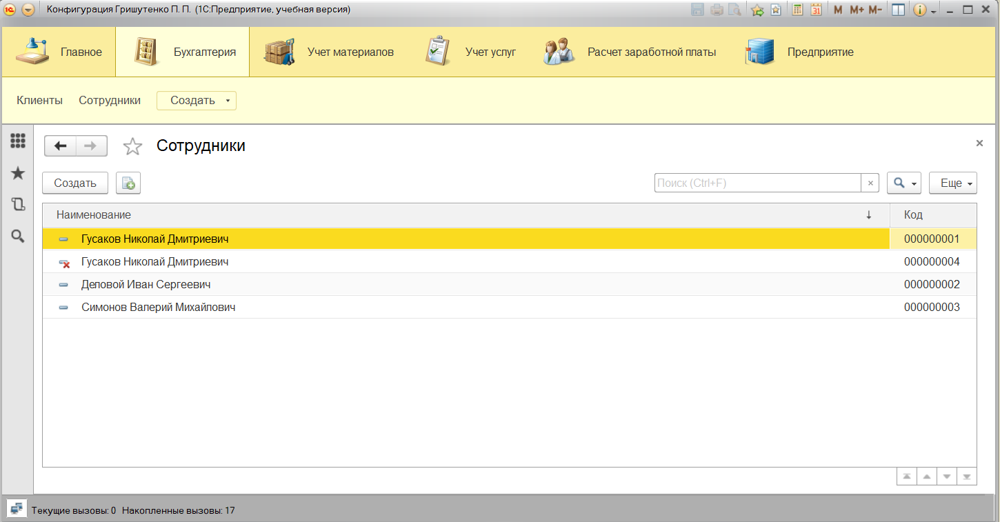 Конфигурация Гришутенко П. П. (1С:Предприятие, учебная версия)
M M+ M-
Главное Бухгалтерия Учет материалов Учет услуг Расчет заработной платы Предприятие
Клиенты Сотрудники Создать
Сотрудники
Создать Поиск (Ctrl+F) Еще
Наименование Код
Гусаков Николай Дмитриевич 000000001
Гусаков Николай Дмитриевич 000000004
Деловой Иван Сергеевич 000000002
Симонов Валерий Михайлович 000000003
Текущие вызовы: 0 Накопленные вызовы: 17